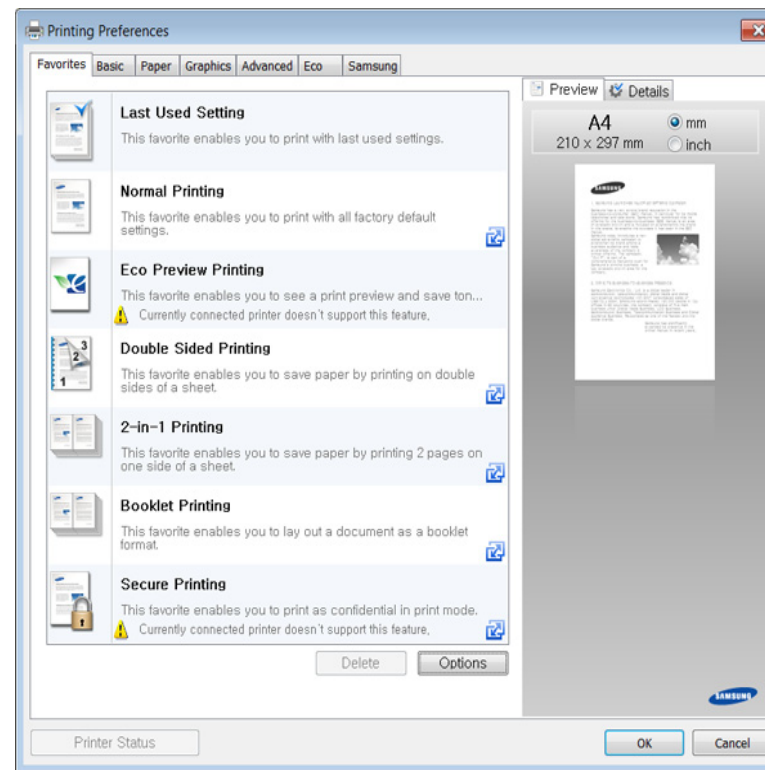 Printing Preferences
Favorites Basic Paper Graphics Advanced Eco Samsung
Last Used Setting
This favorite enables you to print with last used settings.
Normal Printing
This favorite enables you to print with all factory default
settings.
Eco Preview Printing
This favorite enables you to see a print preview and save ton...
Currently connected printer doesn't support this feature,
Double Sided Printing
This favorite enables you to save paper by printing on double
sides of a sheet.
2-in-1 Printing
This favorite enables you to save paper by printing 2 pages on
one side of a sheet.
Booklet Printing
This favorite enables you to lay out a document as a booklet
format.
Secure Printing
This favorite enables you to print as confidential in print mode.
Currently connected printer doesn't support this feature,
Delete Options
Preview Details
A4
210 x 297 mm
mm
inch
SAMSUNG
SAMSUNG
Printer Status
OK Cancel
3
2
1